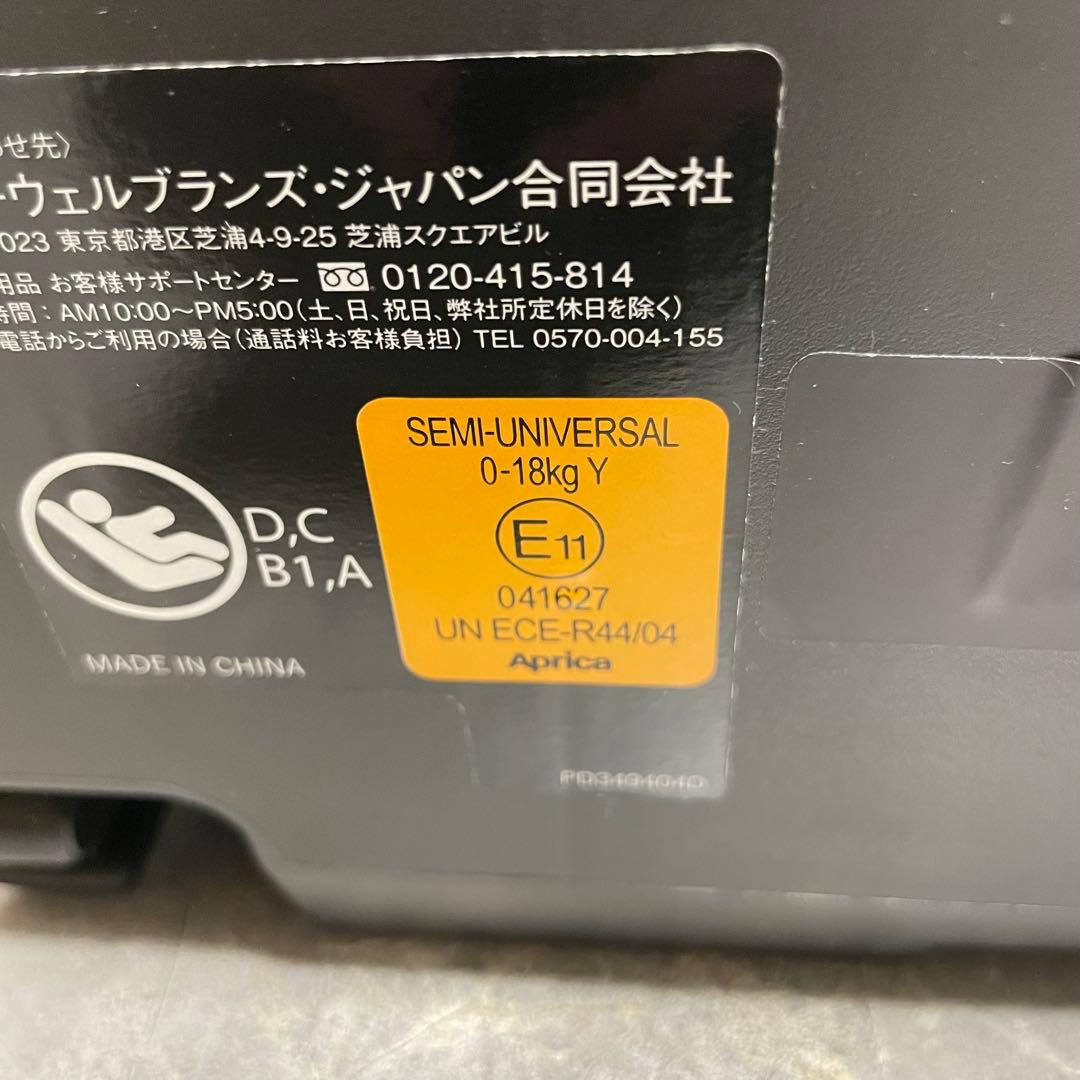 せ先〉
ウェルブランズ・ジャパン合同会社
023 東京都港区芝浦4-9-25 芝浦スクエアビル
用品 お客様サポートセンター 0120-415-814
時間：AM10:00〜PM5:00（土、日、祝日、弊社所定休日を除く）
電話からご利用の場合（通話料お客様負担） TEL 0570-004-155
SEMI-UNIVERSAL
0-18kg Y
E11
041627
UN ECE-R44/04
Aprica
D,C
B1,A
MADE IN CHINA